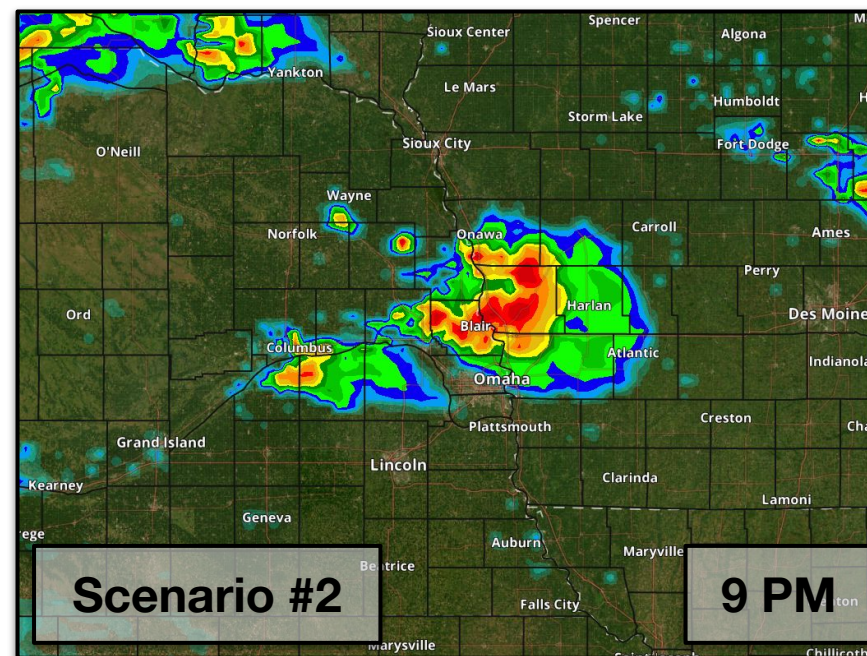 Spencer
Sioux Center
Algona
Yankton
Le Mars
Humboldt
Storm Lake
Sioux City
Fort Dodge
O'Neill
Wayne
Norfolk
Onawa
Carroll
Ames
Perry
Harlan
Ord
Blair
Des Moine
Columbus
Atlantic
Indianola
Omaha
Creston
Plattsmouth
Grand Island
Lincoln
Clarinda
Kearney
Lamoni
Geneva
rege
Auburn
Maryville
Beatrice
Scenario #2
9 PM
Falls City
Marysville
Chillicoth